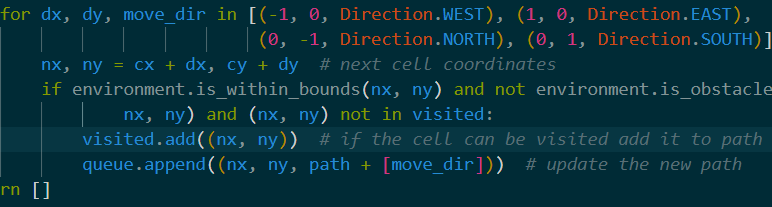 for dx, dy, move_dir in [(-1, 0, Direction.WEST), (1, 0, Direction.EAST),
(0, -1, Direction.NORTH), (0, 1, Direction.SOUTH)]
nx, ny = cx + dx, cy + dy  # next cell coordinates
if environment.is_within_bounds(nx, ny) and not environment.is_obstacle
nx, ny) and (nx, ny) not in visited:
visited.add((nx, ny))  # if the cell can be visited add it to path
queue.append((nx, ny, path + [move_dir]))  # update the new path
rn []